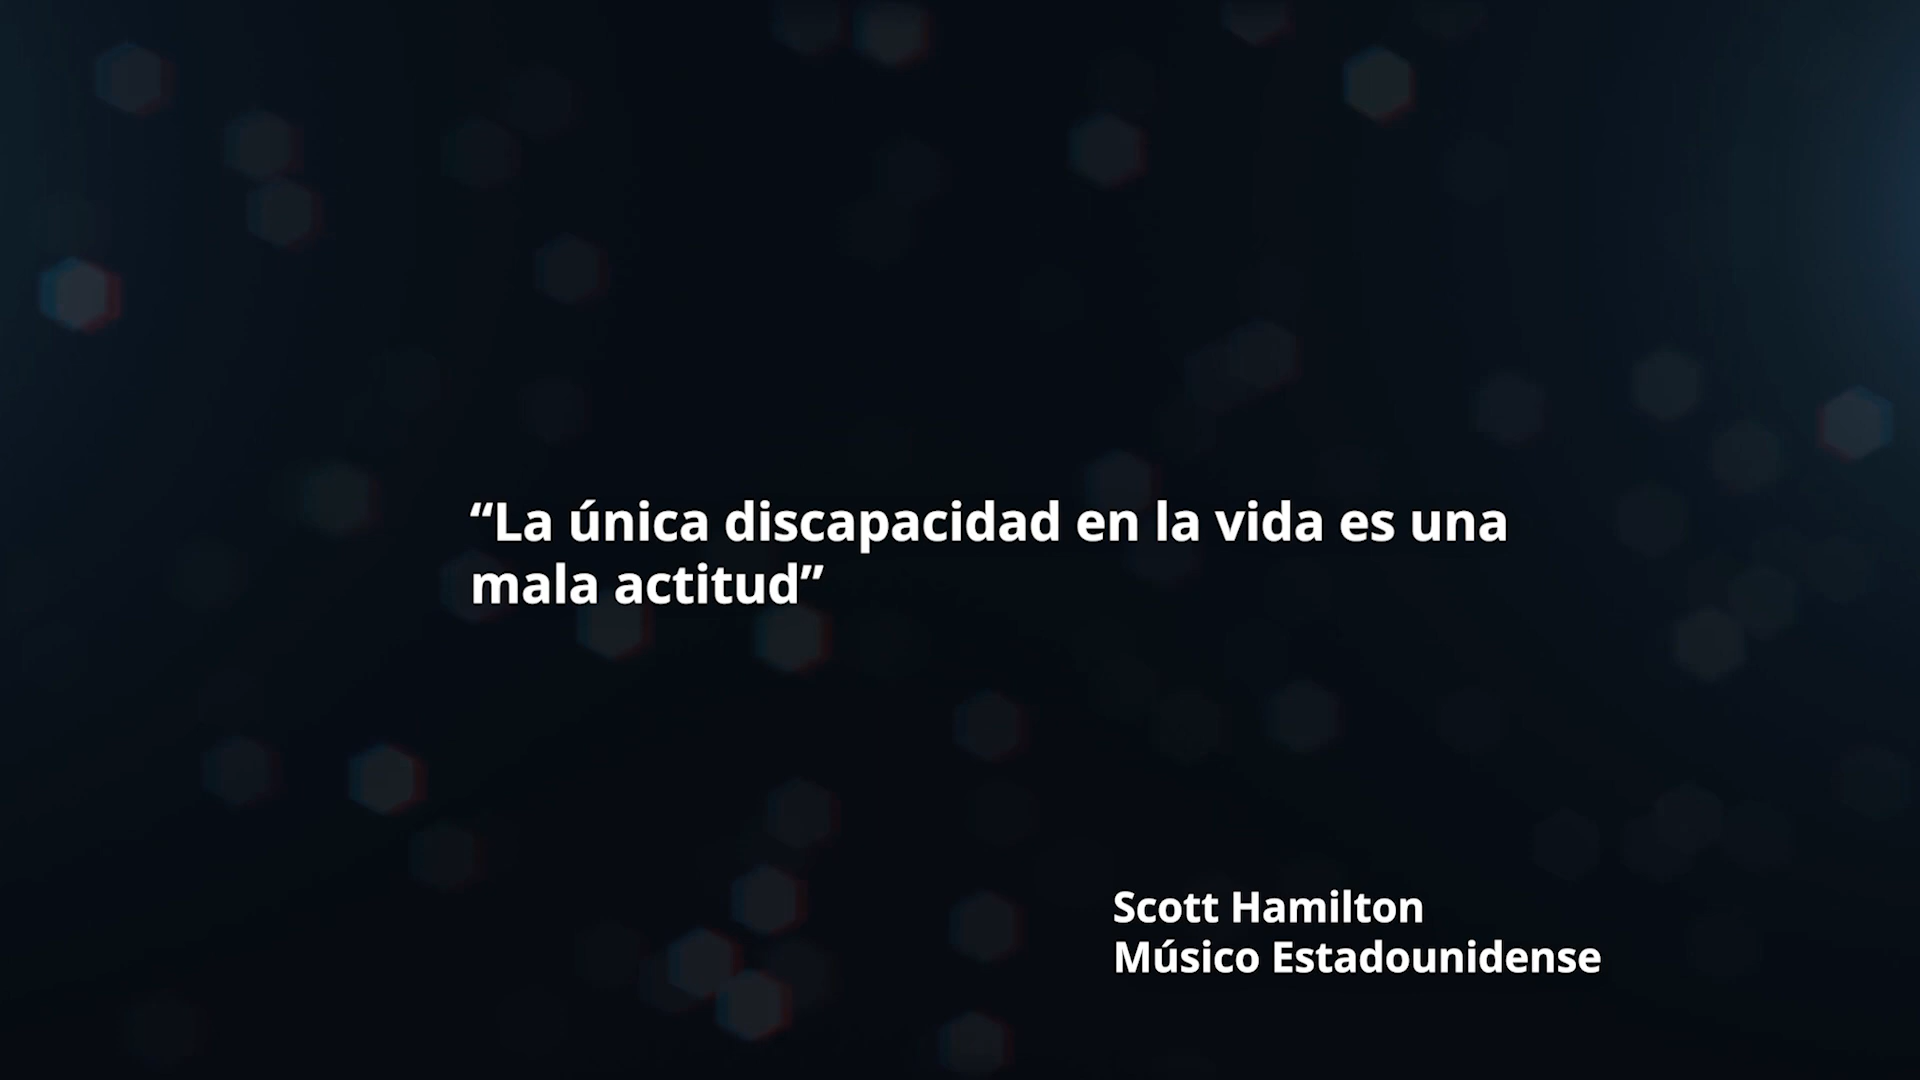 “La única discapacidad en la vida es una
mala actitud”
Scott Hamilton
Músico Estadounidense